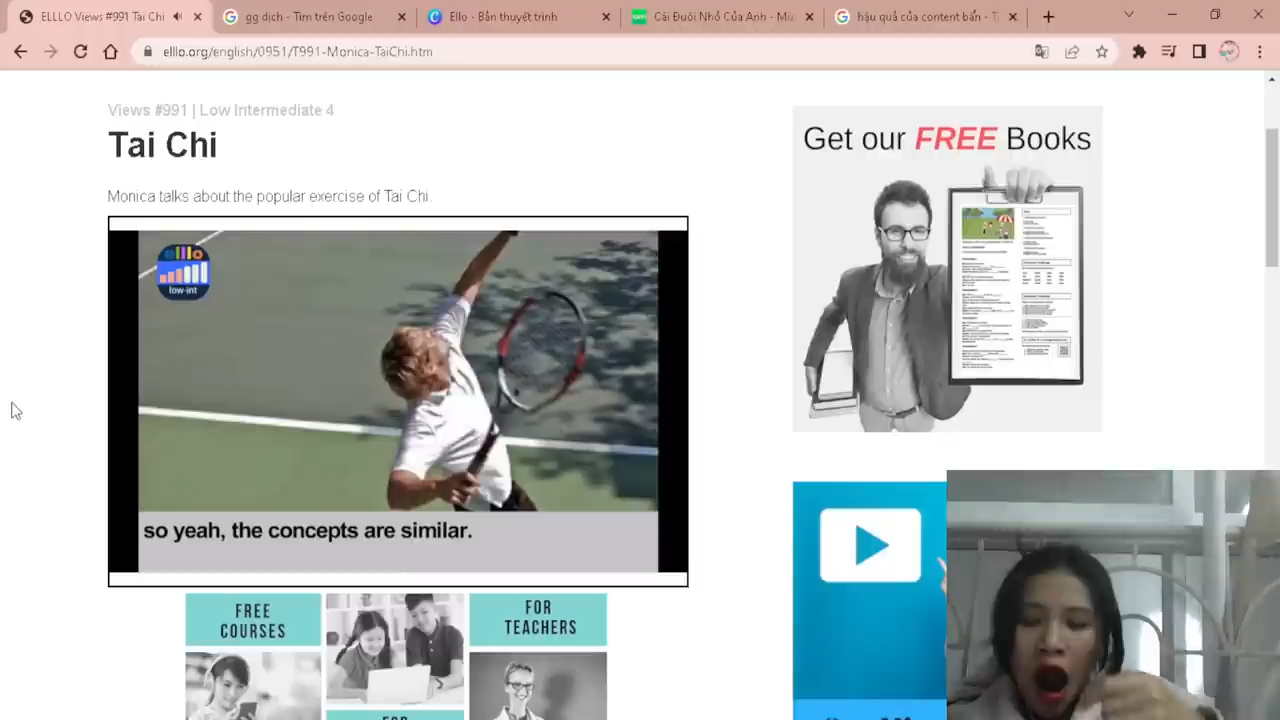 ELLLO Views #991 Tai Chi
gg dịch - Tìm trên Google
Ello - Bản thuyết trình
Cái Đuôi Nhỏ Của Anh - Mù
hậu quả của content bẩn - T
elllo.org/english/0951/T991-Monica-TaiChi.htm
Views #991 | Low Intermediate 4
Tai Chi
Monica talks about the popular exercise of Tai Chi.
Get our FREE Books
low-int
so yeah, the concepts are similar.
FREE
COURSES
FOR
TEACHERS
FOR